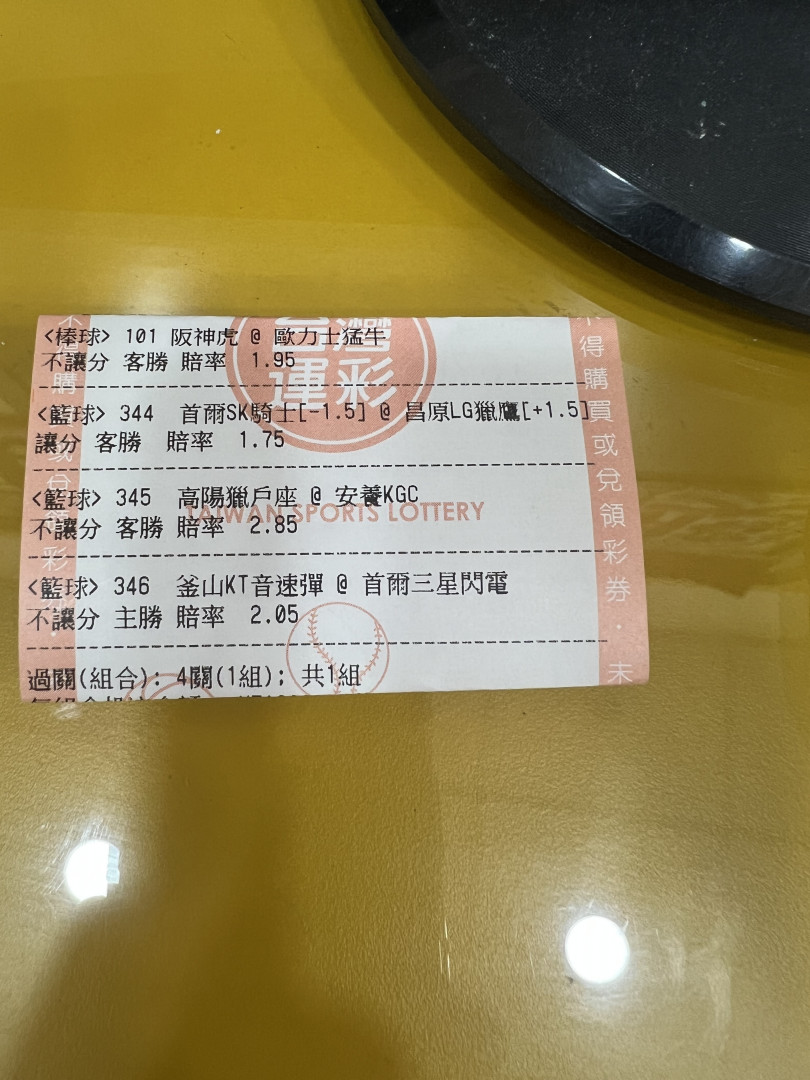 <棒球> 101 阪神虎 @ 歐力士猛牛
不讓分 客勝 賠率 1.95
<籃球> 344 首爾SK騎士[-1.5] @ 昌原LG獵鷹[+1.5]
讓分 客勝 賠率 1.75
<籃球> 345 高陽獵戶座 @ 安養KGC
不讓分 客勝 賠率 2.85
<籃球> 346 釜山KT音速彈 @ 首爾三星閃電
不讓分 主勝 賠率 2.05
過關(組合): 4關(1組); 共1組
台灣
運彩
TAIWAN SPORTS LOTTERY
得購買或兌領彩券.未